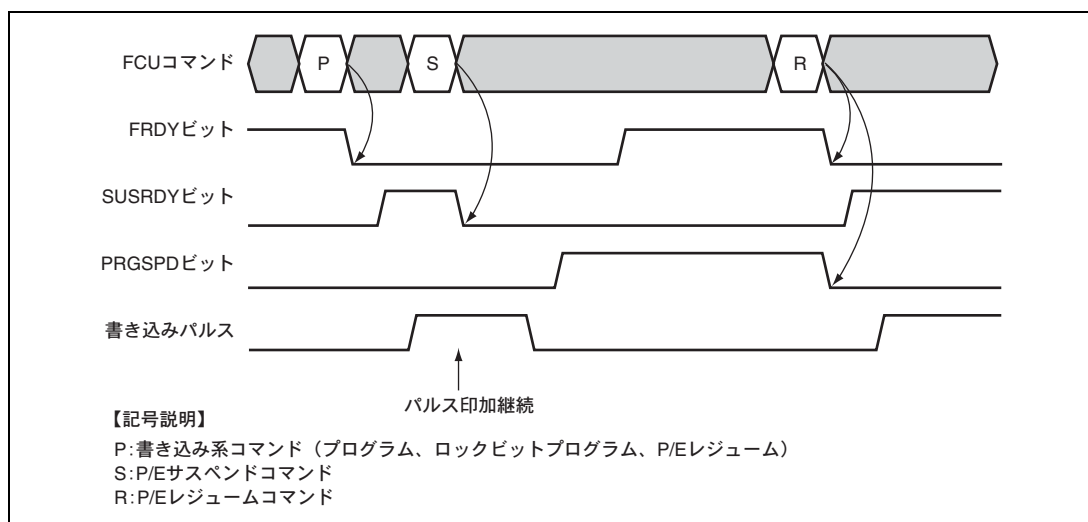 FCUコマンド
P
S
R
FRDYビット
SUSRDYビット
PRGSPDビット
書き込みパルス
パルス印加継続
【記号説明】
P:書き込み系コマンド（プログラム、ロックビットプログラム、P/Eレジューム）
S:P/Eサスペンドコマンド
R:P/Eレジュームコマンド